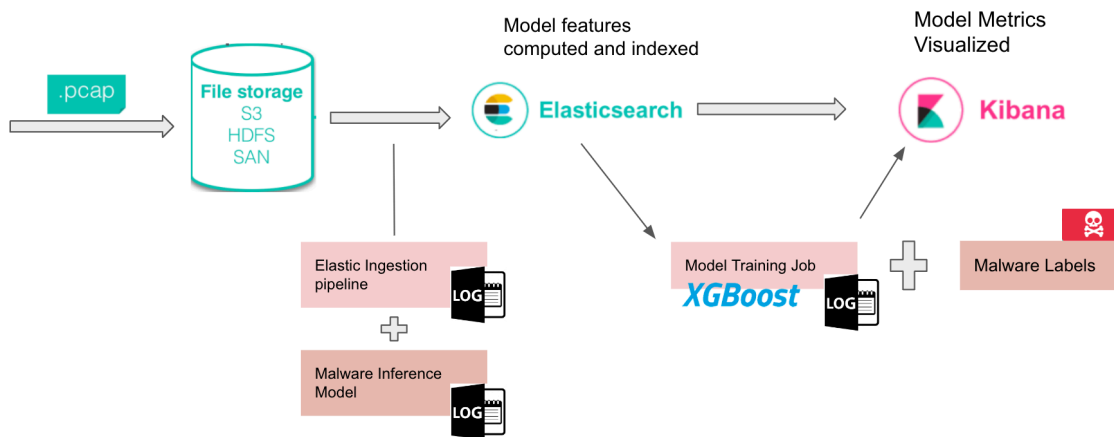 Model features
computed and indexed
Model Metrics
Visualized
.pcap
File storage
S3
HDFS
SAN
Elasticsearch
Kibana
Elastic Ingestion
pipeline
LOG
Malware Inference
Model
LOG
Model Training Job
XGBoost
LOG
Malware Labels